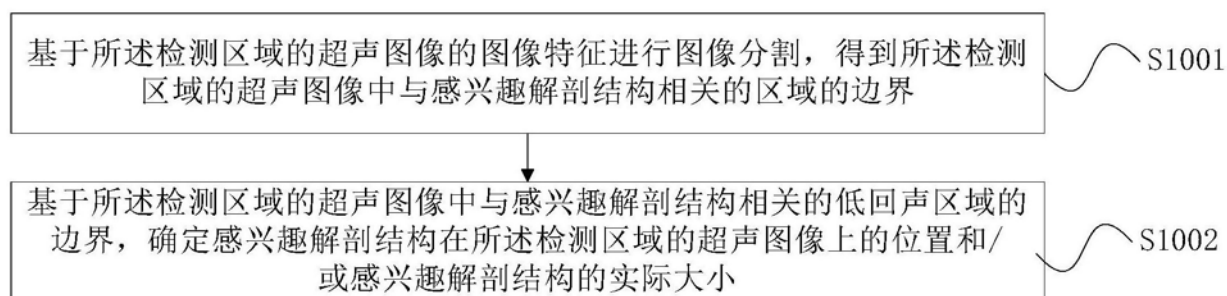 基于所述检测区域的超声图像的图像特征进行图像分割，得到所述检测
区域的超声图像中与感兴趣解剖结构相关的区域的边界
S1001
基于所述检测区域的超声图像中与感兴趣解剖结构相关的低回声区域的
边界，确定感兴趣解剖结构在所述检测区域的超声图像上的位置和/
或感兴趣解剖结构的实际大小
S1002